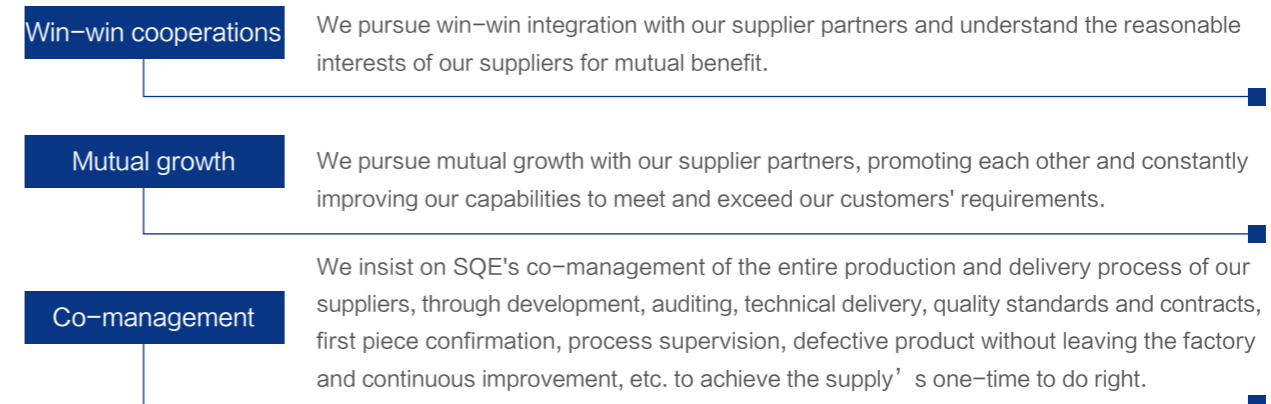 Win-win cooperations
We pursue win-win integration with our supplier partners and understand the reasonable
interests of our suppliers for mutual benefit.
Mutual growth
We pursue mutual growth with our supplier partners, promoting each other and constantly
improving our capabilities to meet and exceed our customers' requirements.
Co-management
We insist on SQE's co-management of the entire production and delivery process of our
suppliers, through development, auditing, technical delivery, quality standards and contracts,
first piece confirmation, process supervision, defective product without leaving the factory
and continuous improvement, etc. to achieve the supply’s one-time to do right.